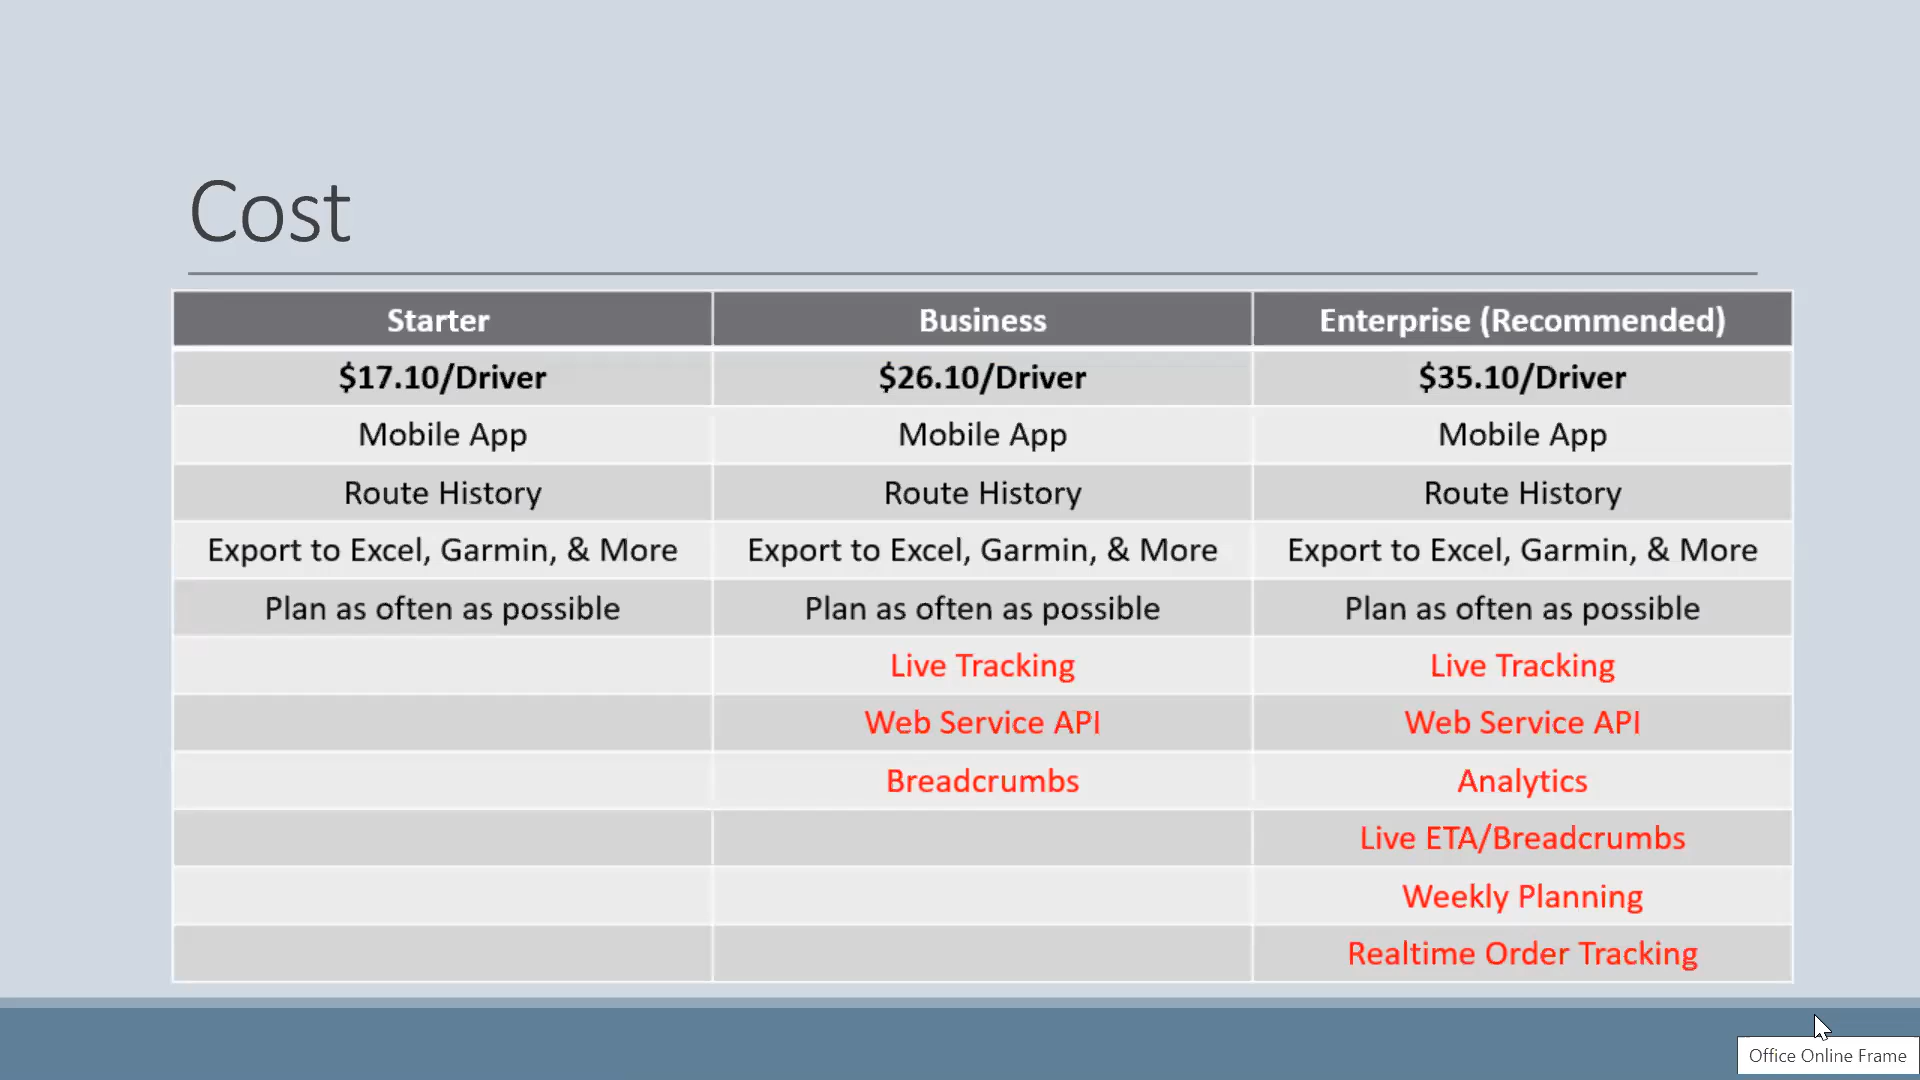 Cost
Starter Business Enterprise (Recommended)
$17.10/Driver $26.10/Driver $35.10/Driver
Mobile App Mobile App Mobile App
Route History Route History Route History
Export to Excel, Garmin, & More Export to Excel, Garmin, & More Export to Excel, Garmin, & More
Plan as often as possible Plan as often as possible Plan as often as possible
Live Tracking Live Tracking
Web Service API Web Service API
Breadcrumbs Analytics
Live ETA/Breadcrumbs
Weekly Planning
Realtime Order Tracking
Office Online Frame